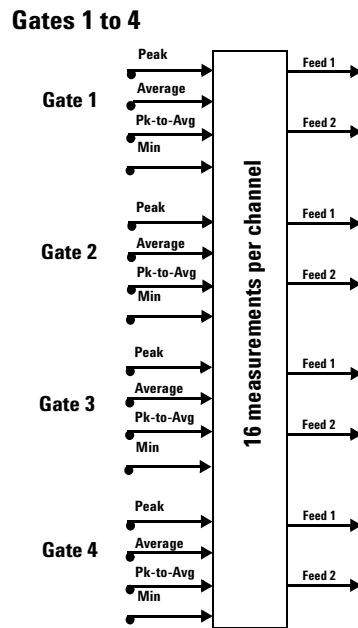 Gates 1 to 4
Gate 1
Peak
Average
Pk-to-Avg
Min
Feed 1
Feed 2
Gate 2
Peak
Average
Pk-to-Avg
Min
Feed 1
Feed 2
Gate 3
Peak
Average
Pk-to-Avg
Min
Feed 1
Feed 2
Gate 4
Peak
Average
Pk-to-Avg
Min
Feed 1
Feed 2
16 measurements per channel